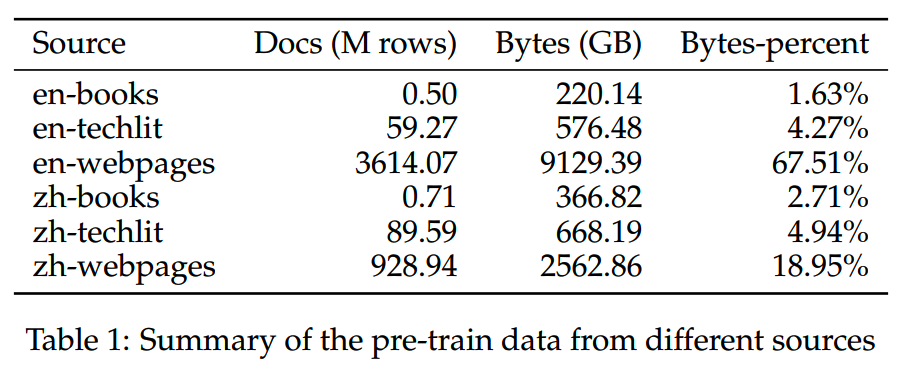 Source Docs (M rows) Bytes (GB) Bytes-percent
en-books 0.50 220.14 1.63%
en-techlit 59.27 576.48 4.27%
en-webpages 3614.07 9129.39 67.51%
zh-books 0.71 366.82 2.71%
zh-techlit 89.59 668.19 4.94%
zh-webpages 928.94 2562.86 18.95%
Table 1: Summary of the pre-train data from different sources